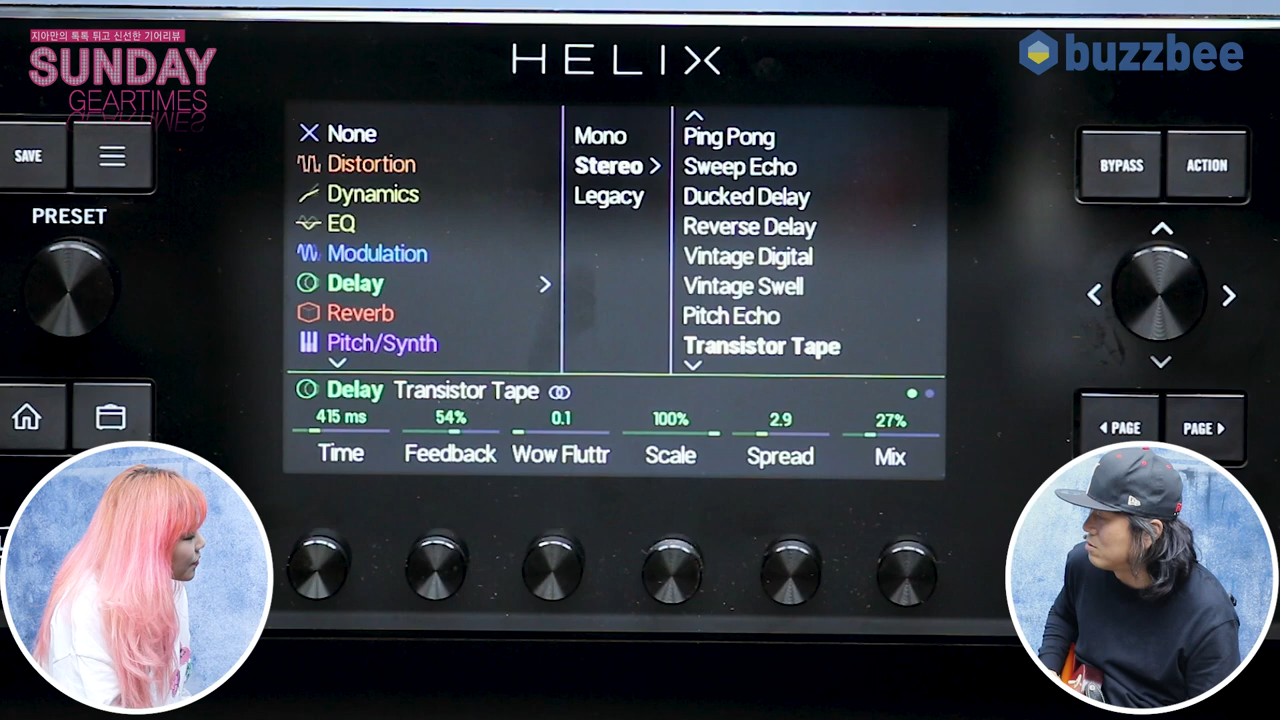 지아만의 톡톡 튀고 신선한 기어리뷰
SUNDAY
GEARTIMES
buzzbee
HELIX
SAVE
PRESET
None
Distortion
Dynamics
EQ
Modulation
Delay
Reverb
Pitch/Synth
Mono
Stereo
Legacy
Ping Pong
Sweep Echo
Ducked Delay
Reverse Delay
Vintage Digital
Vintage Swell
Pitch Echo
Transistor Tape
Delay Transistor Tape
415 ms 54% 0.1 100% 2.9 27%
Time Feedback Wow Fluttr Scale Spread Mix
BYPASS ACTION
PAGE PAGE